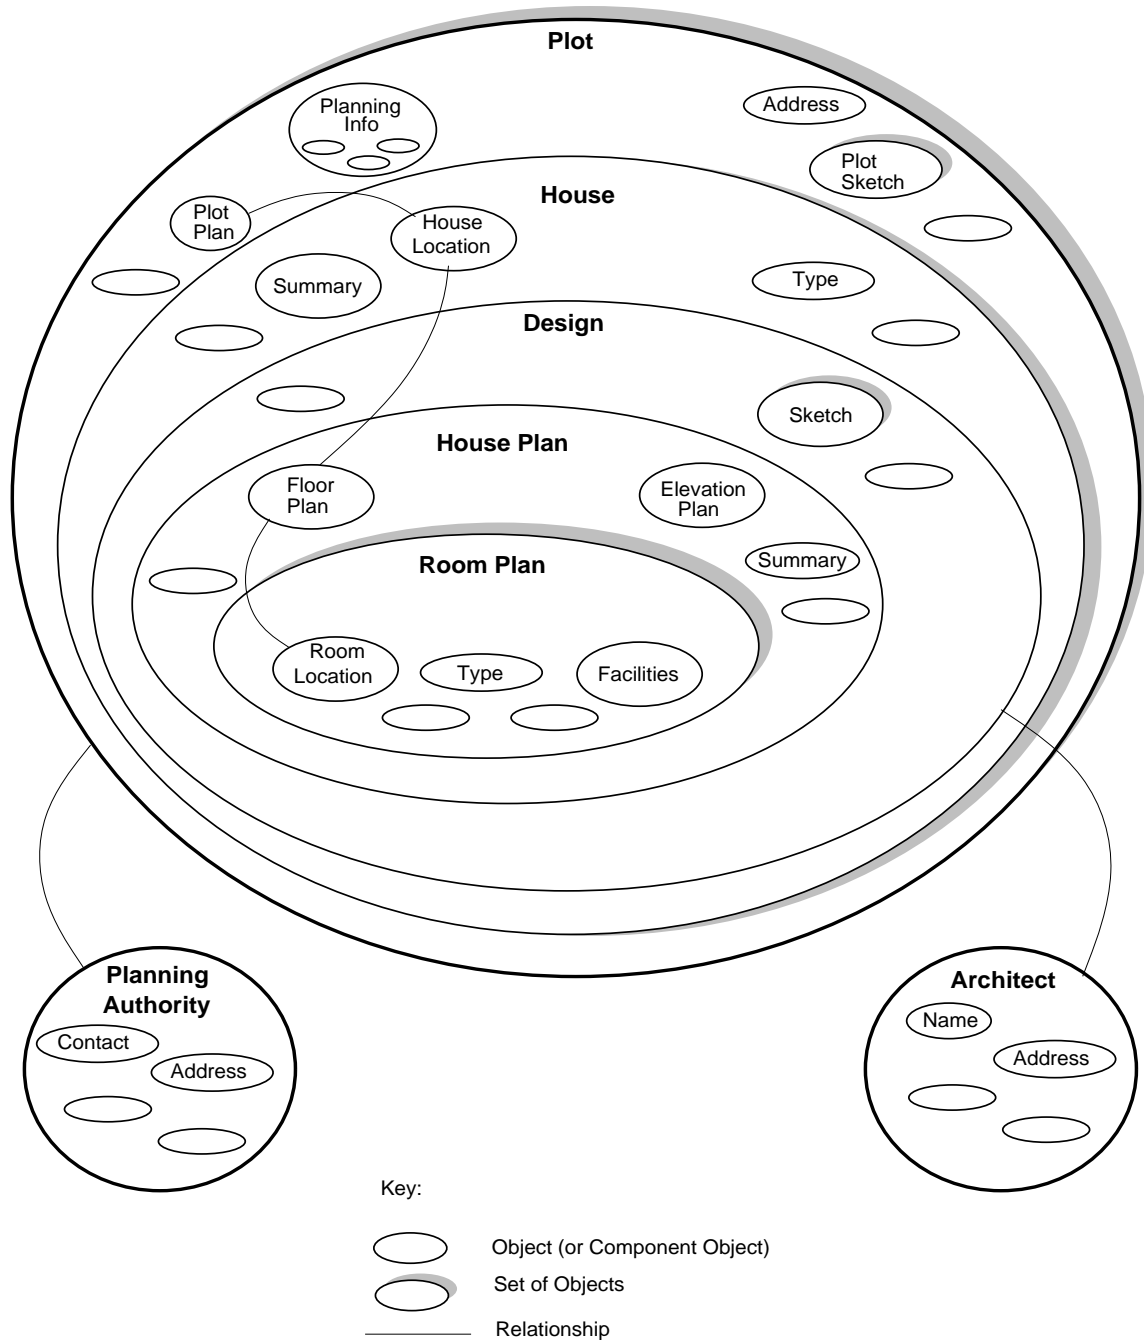 Plot
Planning
Info
Address
Plot
Sketch
House
Plot
Plan
House
Location
Summary
Type
Design
Sketch
House Plan
Floor
Plan
Elevation
Plan
Summary
Room Plan
Room
Location
Type
Facilities
Planning
Authority
Contact
Address
Architect
Name
Address
Key:
Object (or Component Object)
Set of Objects
Relationship